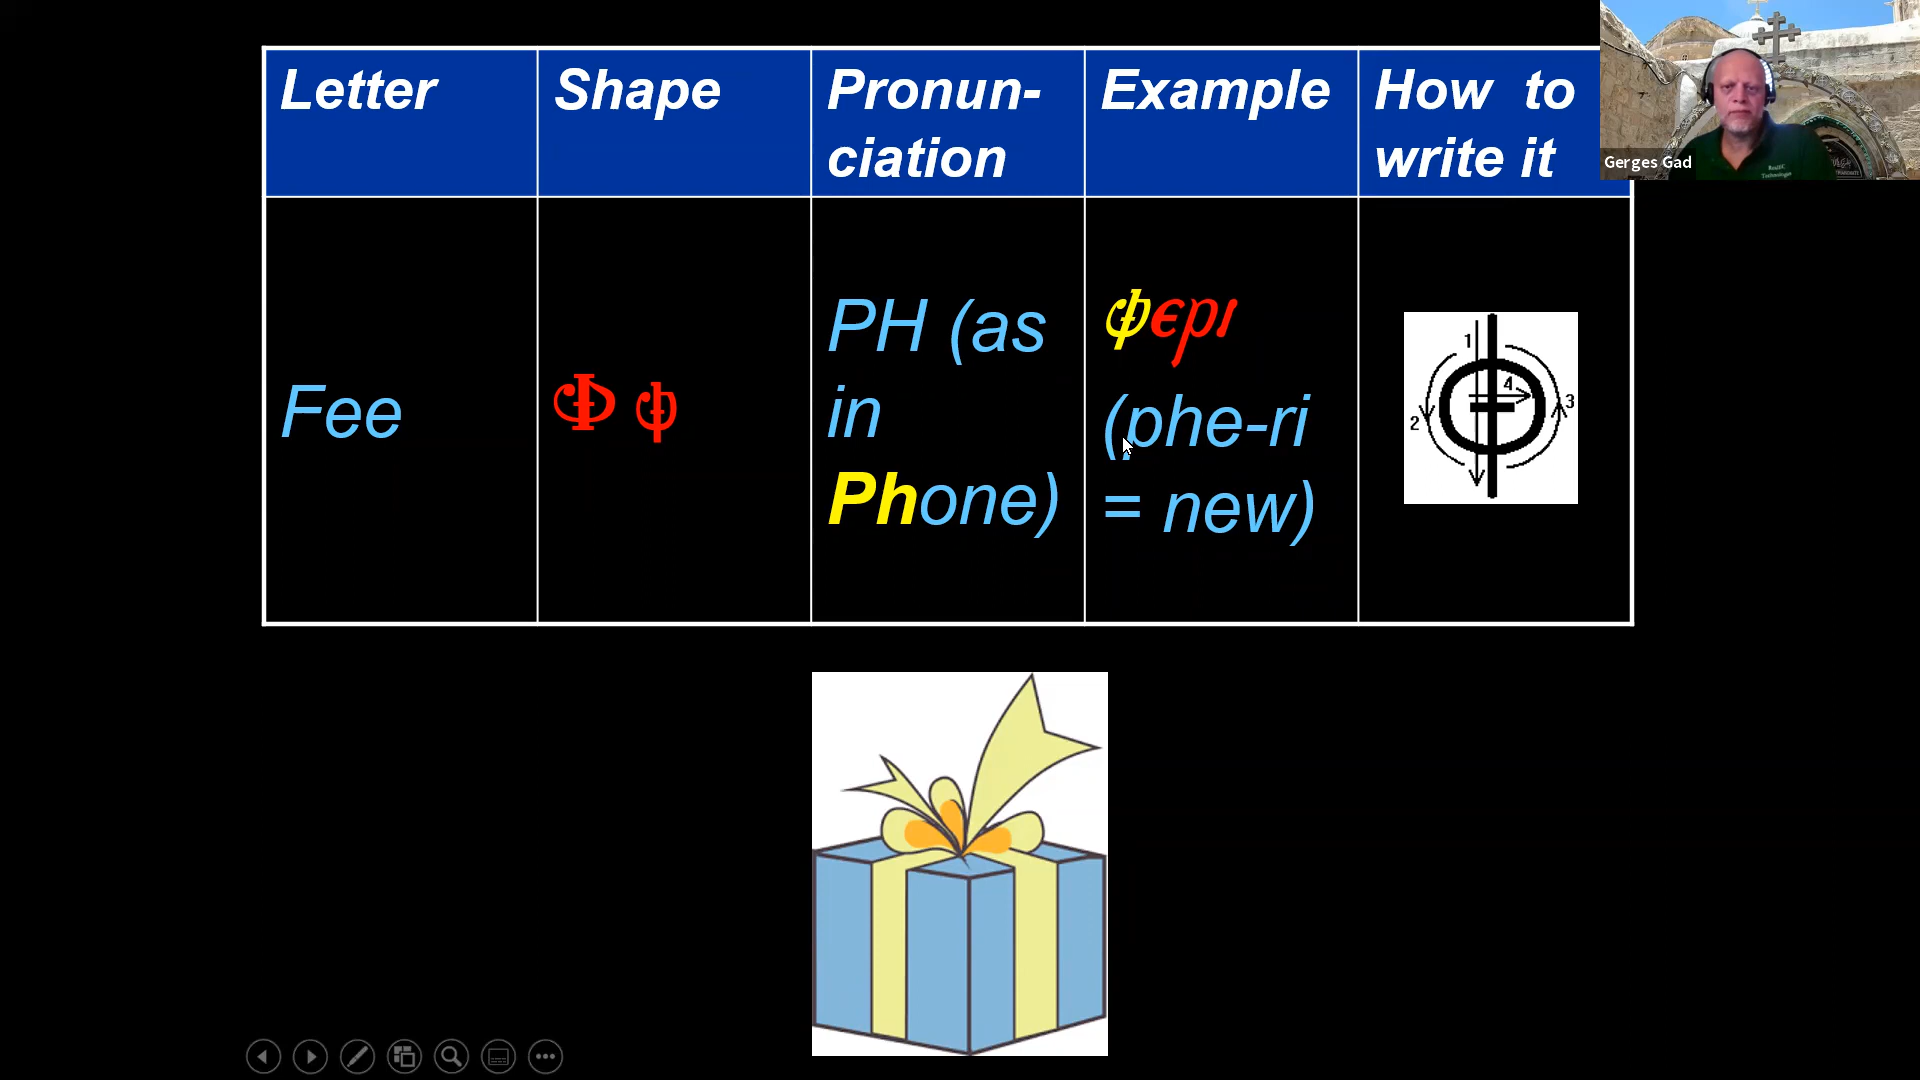 Letter
Shape
Pronun-
ciation
Example
How to
write it
Fee
Ⲫ ⲫ
PH (as
in
Phone)
ⲫⲉⲣⲓ
(phe-ri
= new)
1
2
3
4
Gerges Gad